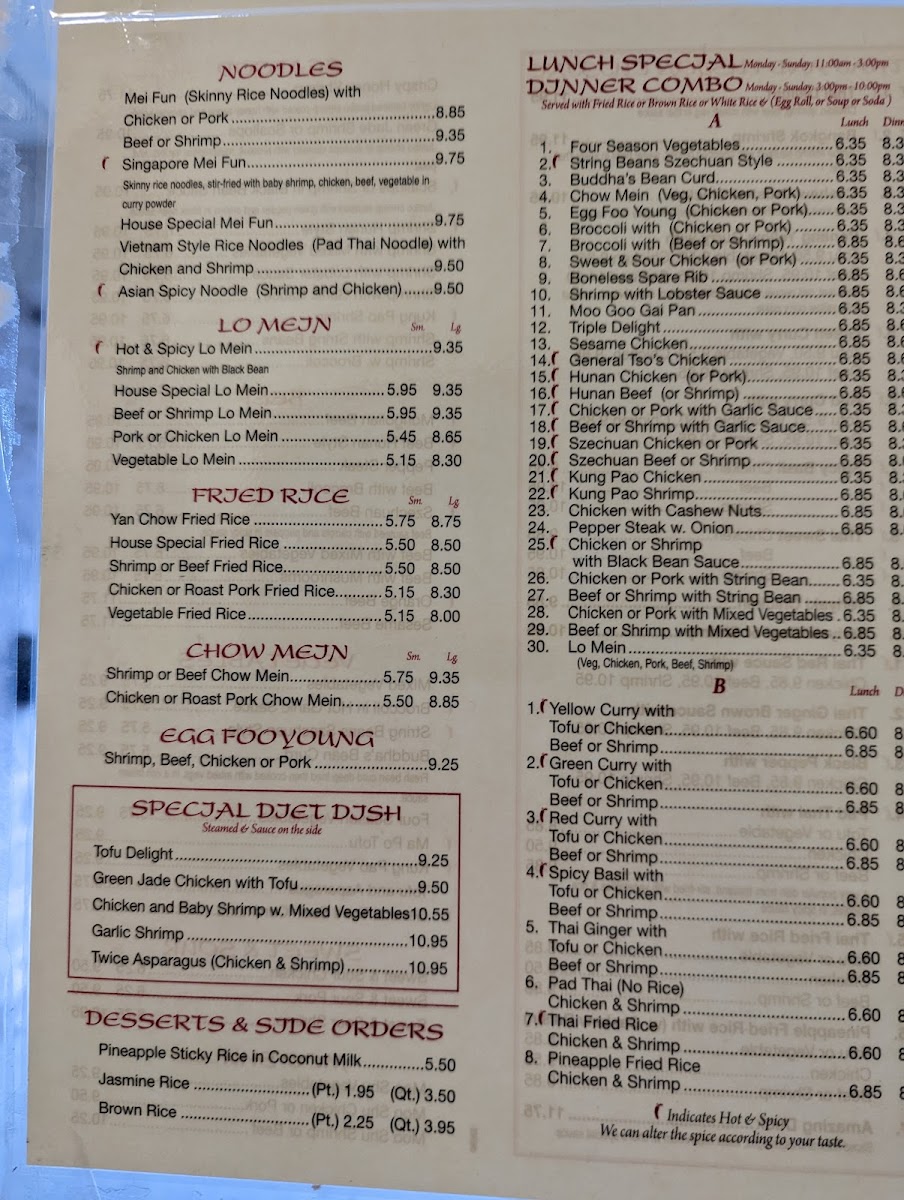 NOODLES
Mei Fun (Skinny Rice Noodles) with
Chicken or Pork 8.85
Beef or Shrimp 9.35
Singapore Mei Fun 9.75
Skinny rice noodles, stir-fried with baby shrimp, chicken, beef, vegetable in
curry powder
House Special Mei Fun 9.75
Vietnam Style Rice Noodles (Pad Thai Noodle) with
Chicken and Shrimp 9.50
Asian Spicy Noodle (Shrimp and Chicken) 9.50
LO MEIN Sm. Lg.
Hot & Spicy Lo Mein 9.35
Shrimp and Chicken with Black Bean
House Special Lo Mein 5.95 9.35
Beef or Shrimp Lo Mein 5.95 9.35
Pork or Chicken Lo Mein 5.45 8.65
Vegetable Lo Mein 5.15 8.30
FRIED RICE Sm. Lg.
Yan Chow Fried Rice 5.75 8.75
House Special Fried Rice 5.50 8.50
Shrimp or Beef Fried Rice 5.50 8.50
Chicken or Roast Pork Fried Rice 5.15 8.30
Vegetable Fried Rice 5.15 8.00
CHOW MEIN Sm. Lg.
Shrimp or Beef Chow Mein 5.75 9.35
Chicken or Roast Pork Chow Mein 5.50 8.85
EGG FOO YOUNG
Shrimp, Beef, Chicken or Pork 9.25
SPECIAL DIET DISH
Steamed & Sauce on the side
Tofu Delight 9.25
Green Jade Chicken with Tofu 9.50
Chicken and Baby Shrimp w. Mixed Vegetables 10.55
Garlic Shrimp 10.95
Twice Asparagus (Chicken & Shrimp) 10.95
DESSERTS & SIDE ORDERS
Pineapple Sticky Rice in Coconut Milk 5.50
Jasmine Rice (Pt.) 1.95 (Qt.) 3.50
Brown Rice (Pt.) 2.25 (Qt.) 3.95
LUNCH SPECIAL Monday - Sunday: 11:00am - 3:00pm
DINNER COMBO Monday - Sunday: 3:00pm - 10:00pm
Served with Fried Rice or Brown Rice or White Rice & (Egg Roll, or Soup or Soda)
A Lunch
1. Four Season Vegetables 6.35
2. String Beans Szechuan Style 6.35
3. Buddha's Bean Curd 6.35
4. Chow Mein (Veg, Chicken, Pork) 6.35
5. Egg Foo Young (Chicken or Pork) 6.35
6. Broccoli with (Chicken or Pork) 6.35
7. Broccoli with (Beef or Shrimp) 6.85
8. Sweet & Sour Chicken (or Pork) 6.35
9. Boneless Spare Rib 6.85
10. Shrimp with Lobster Sauce 6.85
11. Moo Goo Gai Pan 6.35
12. Triple Delight 6.85
13. Sesame Chicken 6.85
14. General Tso's Chicken 6.85
15. Hunan Chicken (or Pork) 6.35
16. Hunan Beef (or Shrimp) 6.85
17. Chicken or Pork with Garlic Sauce 6.35
18. Beef or Shrimp with Garlic Sauce 6.85
19. Szechuan Chicken or Pork 6.35
20. Szechuan Beef or Shrimp 6.85
21. Kung Pao Chicken 6.35
22. Kung Pao Shrimp 6.85
23. Chicken with Cashew Nuts 6.85
24. Pepper Steak w. Onion 6.85
25. Chicken or Shrimp
with Black Bean Sauce 6.85
26. Chicken or Pork with String Bean 6.35
27. Beef or Shrimp with String Bean 6.85
28. Chicken or Pork with Mixed Vegetables 6.35
29. Beef or Shrimp with Mixed Vegetables 6.85
30. Lo Mein 6.35
(Veg, Chicken, Pork, Beef, Shrimp)
B Lunch
1. Yellow Curry with
Tofu or Chicken 6.60
Beef or Shrimp 6.85
2. Green Curry with
Tofu or Chicken 6.60
Beef or Shrimp 6.85
3. Red Curry with
Tofu or Chicken 6.60
Beef or Shrimp 6.85
4. Spicy Basil with
Tofu or Chicken 6.60
Beef or Shrimp 6.85
5. Thai Ginger with
Tofu or Chicken 6.60
Beef or Shrimp 6.85
6. Pad Thai (No Rice)
Chicken & Shrimp 6.60
7. Thai Fried Rice
Chicken & Shrimp 6.60
8. Pineapple Fried Rice
Chicken & Shrimp 6.85
Indicates Hot & Spicy
We can alter the spice according to your taste.